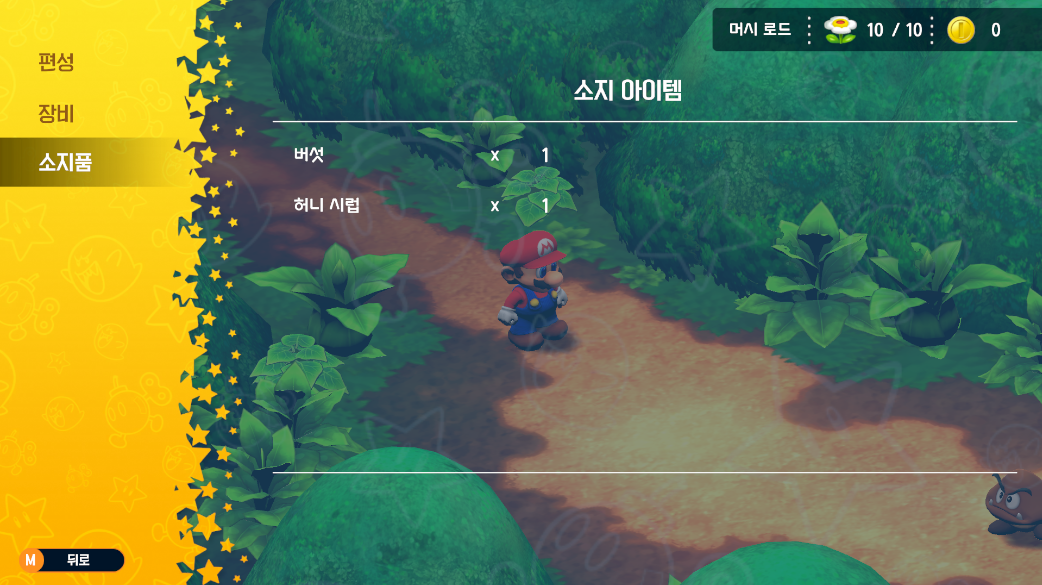 편성
장비
소지품
머시 로드 10 / 10 0
소지 아이템
버섯 x 1
허니 시럽 x 1
M 뒤로